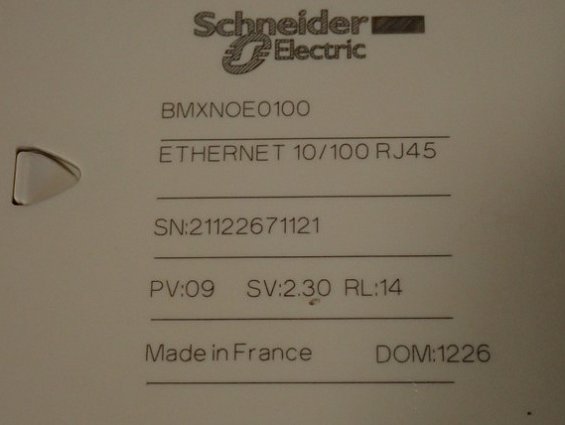 Schneider
Electric
BMXNOE0100
ETHERNET 10/100 RJ45
SN:21122671121
PV:09 SV:2.30 RL:14
Made in France DOM:1226